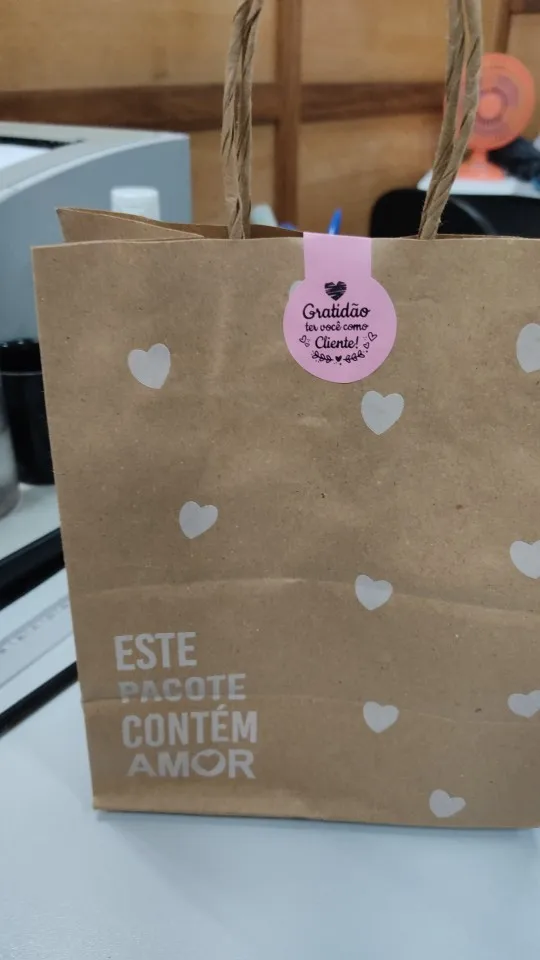 Gratidão
ter você como
Cliente!
ESTE
PACOTE
CONTÉM
AMOR